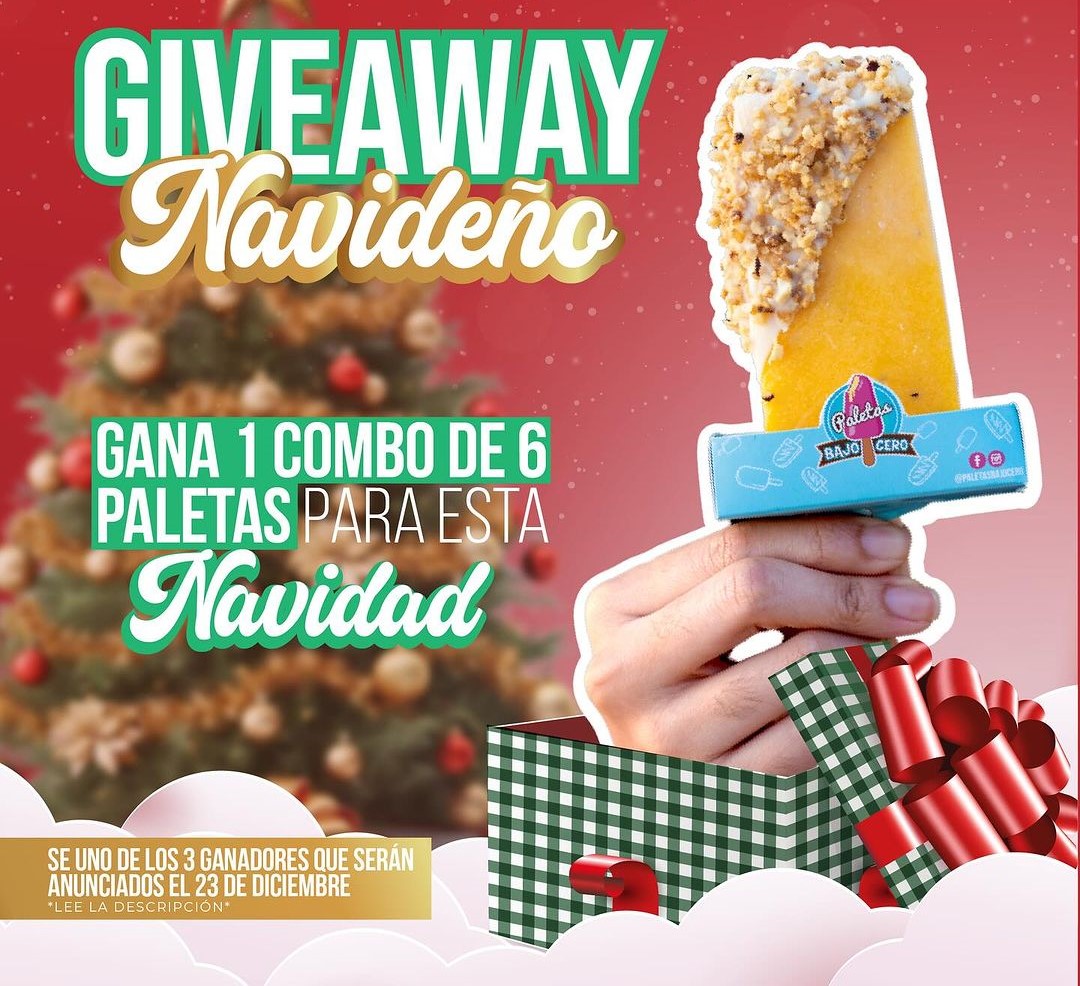 GIVEAWAY
Navideño
GANA 1 COMBO DE 6
PALETAS PARA ESTA
Navidad
Paletas
BAJO CERO
@PALETASBAJOCERO
SE UNO DE LOS 3 GANADORES QUE SERÁN
ANUNCIADOS EL 23 DE DICIEMBRE
*LEE LA DESCRIPCIÓN*